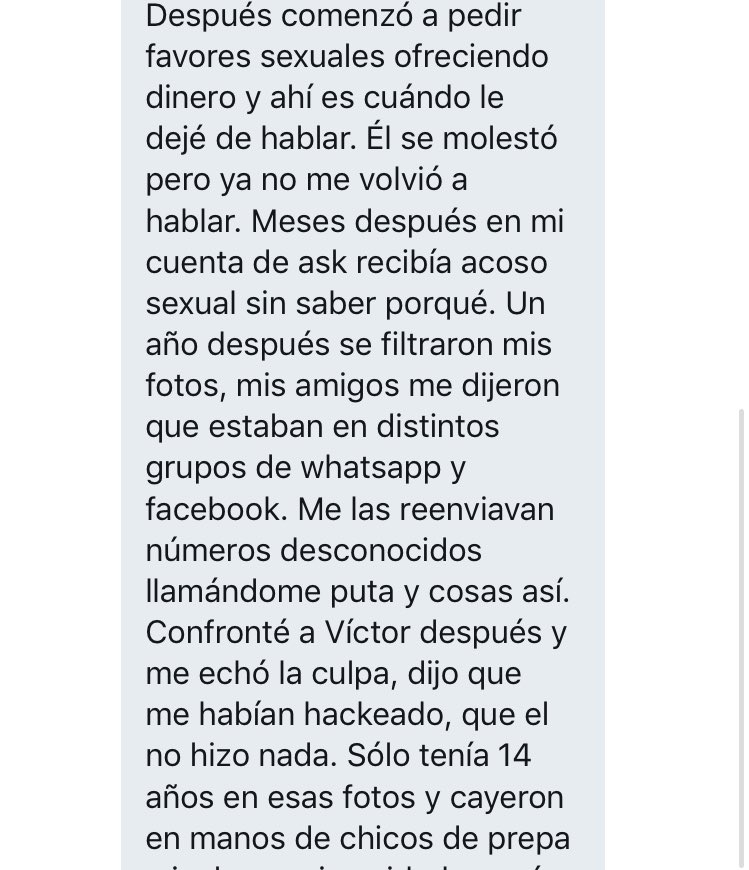 Después comenzó a pedir
favores sexuales ofreciendo
dinero y ahí es cuándo le
dejé de hablar. Él se molestó
pero ya no me volvió a
hablar. Meses después en mi
cuenta de ask recibía acoso
sexual sin saber porqué. Un
año después se filtraron mis
fotos, mis amigos me dijeron
que estaban en distintos
grupos de whatsapp y
facebook. Me las reenviavan
números desconocidos
llamándome puta y cosas así.
Confronté a Víctor después y
me echó la culpa, dijo que
me habían hackeado, que el
no hizo nada. Sólo tenía 14
años en esas fotos y cayeron
en manos de chicos de prepa